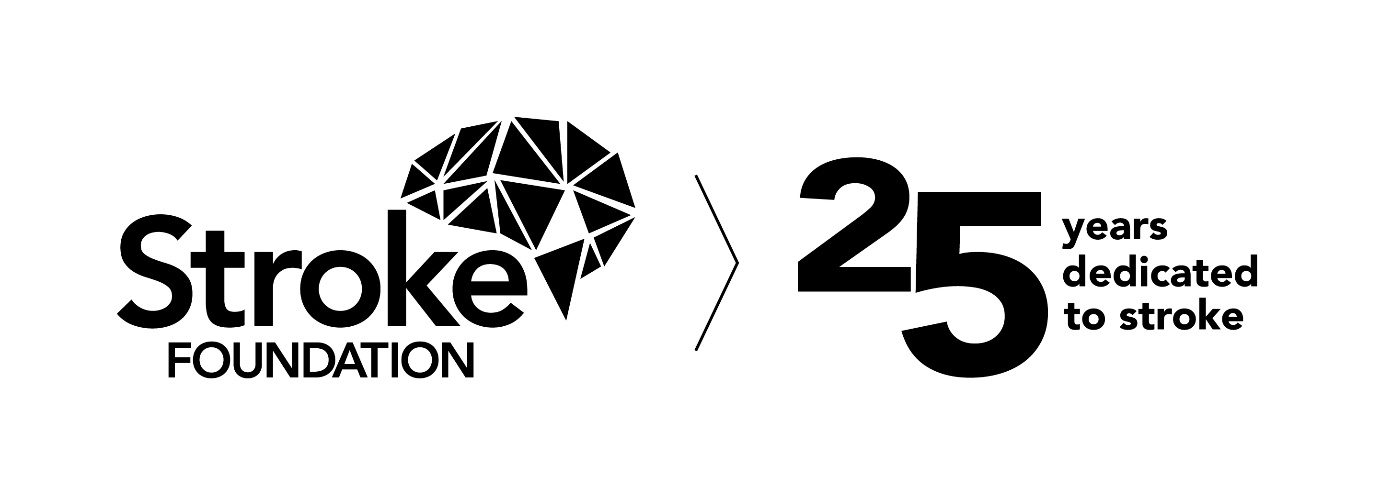 Stroke
FOUNDATION
25
years
dedicated
to stroke